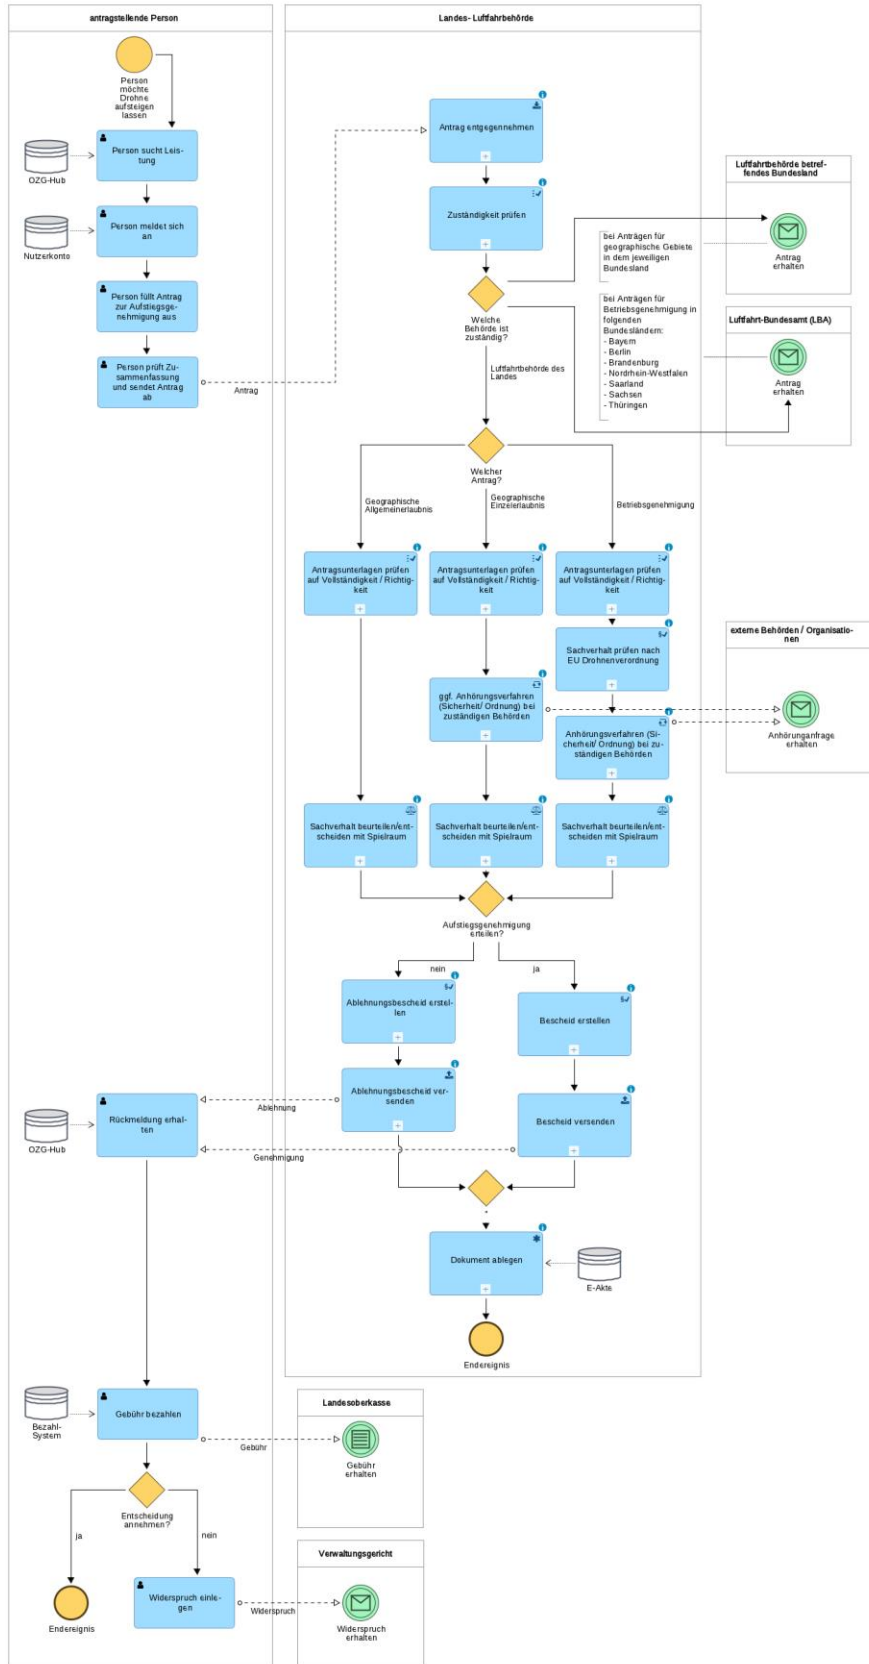 antragstellende Person
Landes- Luftfahrbehörde
Person
möchte
Drohne
aufsteigen
lassen
Antrag entgegennehmen
OZG-Hub
Person sucht Leis-
tung
Zuständigkeit prüfen
Luftfahrtbehörde betref-
fendes Bundesland
Nutzerkonto
Person meldet sich
an
bei Anträgen für
geographische Gebiete
in dem jeweiligen
Bundesland
Antrag
erhalten
Person füllt Antrag
zur Aufstiegsge-
nehmigung aus
Welche
Behörde ist
zuständig?
bei Anträgen für
Betriebsgenehmigung in
folgenden
Bundesländern:
- Bayern
- Berlin
- Brandenburg
- Nordrhein-Westfalen
- Saarland
- Sachsen
- Thüringen
Luftfahrt-Bundesamt (LBA)
Antrag
erhalten
Person prüft Zu-
sammenfassung
und sendet Antrag
ab
Antrag
Luftfahrtbehörde des
Landes
Welcher
Antrag?
Geographische
Allgemeinerlaubnis
Geographische
Einzelerlaubnis
Betriebsgenehmigung
Antragsunterlagen prüfen
auf Vollständigkeit / Richtig-
keit
Antragsunterlagen prüfen
auf Vollständigkeit / Richtig-
keit
Antragsunterlagen prüfen
auf Vollständigkeit / Richtig-
keit
Sachverhalt prüfen nach
EU Drohnenverordnung
externe Behörden / Organisatio-
nen
ggf. Anhörungsverfahren
(Sicherheit/ Ordnung) bei
zuständigen Behörden
Anhörungsverfahren (Si-
cherheit/ Ordnung) bei zu-
ständigen Behörden
Anhörunganfrage
erhalten
Sachverhalt beurteilen/ent-
scheiden mit Spielraum
Sachverhalt beurteilen/ent-
scheiden mit Spielraum
Sachverhalt beurteilen/ent-
scheiden mit Spielraum
Aufstiegsgenehmigung
erteilen?
nein
ja
Ablehnungsbescheid erstel-
len
Bescheid erstellen
Ablehnungsbescheid ver-
senden
Bescheid versenden
Ablehnung
OZG-Hub
Rückmeldung erhal-
ten
Genehmigung
Dokument ablegen
E-Akte
Endereignis
Bezahl-
System
Gebühr bezahlen
Gebühr
Landesoberkasse
Gebühr
erhalten
Entscheidung
annehmen?
ja
nein
Verwaltungsgericht
Endereignis
Widerspruch einle-
gen
Widerspruch
Widerspruch
erhalten